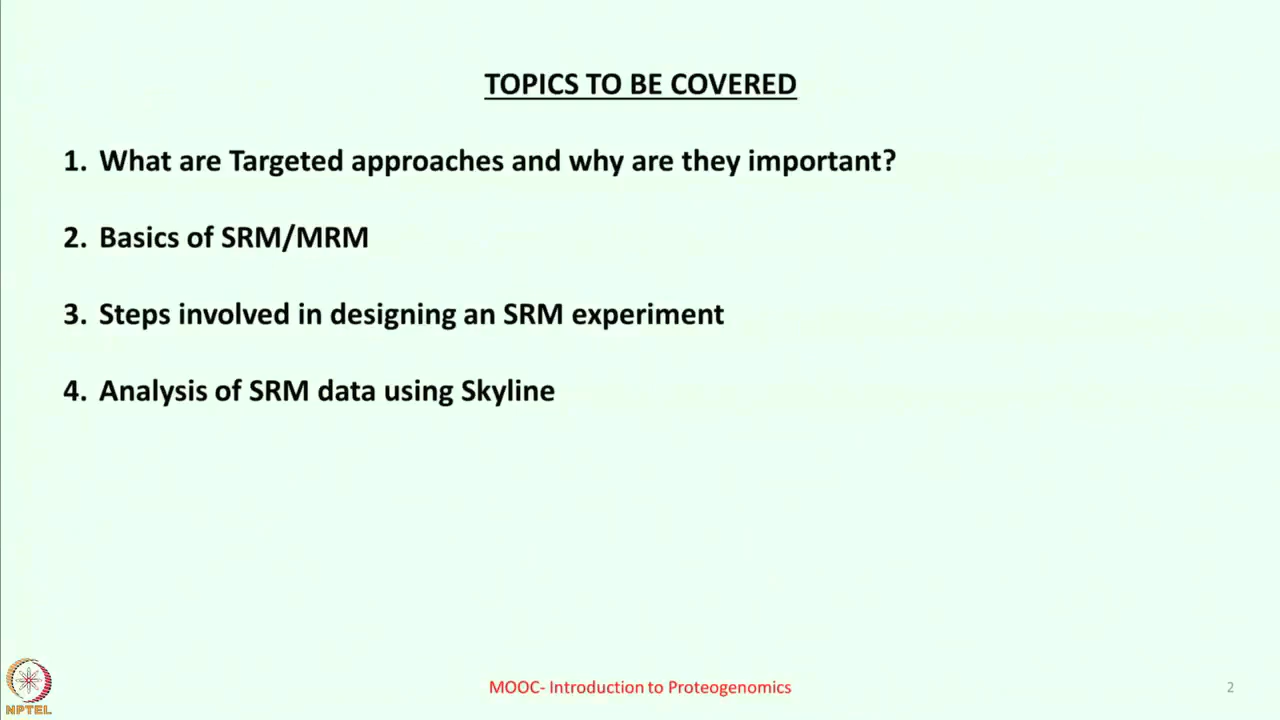 TOPICS TO BE COVERED
1. What are Targeted approaches and why are they important?
2. Basics of SRM/MRM
3. Steps involved in designing an SRM experiment
4. Analysis of SRM data using Skyline
NPTEL
MOOC- Introduction to Proteogenomics
2